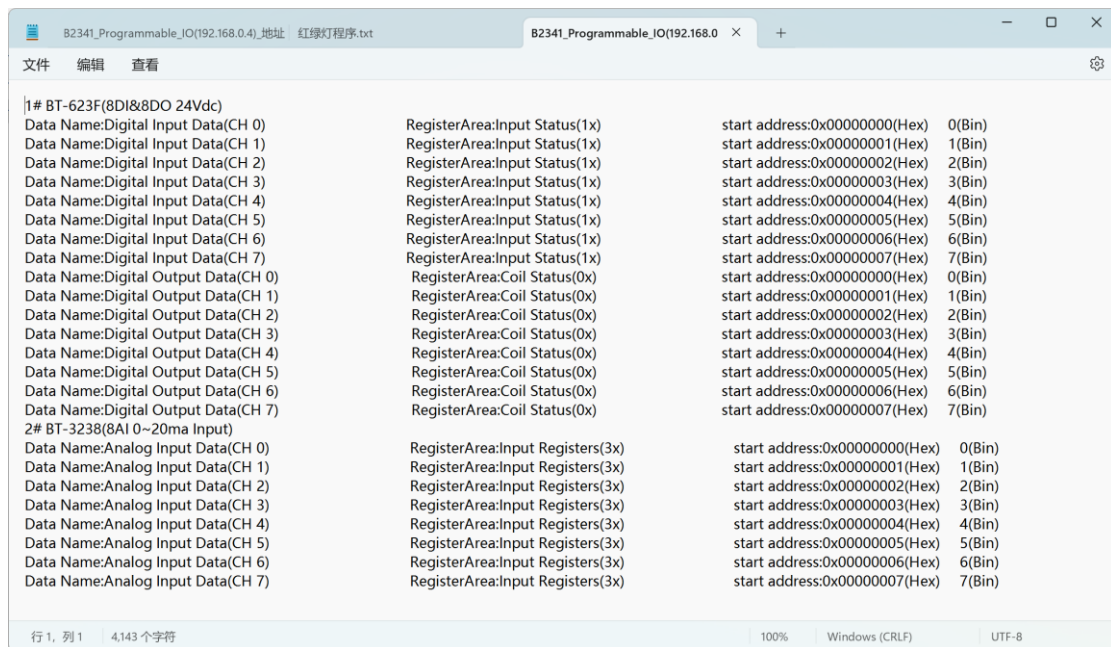 B2341_Programmable_IO(192.168.0.4)_地址 红绿灯程序.txt B2341_Programmable_IO(192.168.0
文件 编辑 查看
1# BT-623F(8DI&8DO 24Vdc)
Data Name:Digital Input Data(CH 0) RegisterArea:Input Status(1x) start address:0x00000000(Hex) 0(Bin)
Data Name:Digital Input Data(CH 1) RegisterArea:Input Status(1x) start address:0x00000001(Hex) 1(Bin)
Data Name:Digital Input Data(CH 2) RegisterArea:Input Status(1x) start address:0x00000002(Hex) 2(Bin)
Data Name:Digital Input Data(CH 3) RegisterArea:Input Status(1x) start address:0x00000003(Hex) 3(Bin)
Data Name:Digital Input Data(CH 4) RegisterArea:Input Status(1x) start address:0x00000004(Hex) 4(Bin)
Data Name:Digital Input Data(CH 5) RegisterArea:Input Status(1x) start address:0x00000005(Hex) 5(Bin)
Data Name:Digital Input Data(CH 6) RegisterArea:Input Status(1x) start address:0x00000006(Hex) 6(Bin)
Data Name:Digital Input Data(CH 7) RegisterArea:Input Status(1x) start address:0x00000007(Hex) 7(Bin)
Data Name:Digital Output Data(CH 0) RegisterArea:Coil Status(0x) start address:0x00000000(Hex) 0(Bin)
Data Name:Digital Output Data(CH 1) RegisterArea:Coil Status(0x) start address:0x00000001(Hex) 1(Bin)
Data Name:Digital Output Data(CH 2) RegisterArea:Coil Status(0x) start address:0x00000002(Hex) 2(Bin)
Data Name:Digital Output Data(CH 3) RegisterArea:Coil Status(0x) start address:0x00000003(Hex) 3(Bin)
Data Name:Digital Output Data(CH 4) RegisterArea:Coil Status(0x) start address:0x00000004(Hex) 4(Bin)
Data Name:Digital Output Data(CH 5) RegisterArea:Coil Status(0x) start address:0x00000005(Hex) 5(Bin)
Data Name:Digital Output Data(CH 6) RegisterArea:Coil Status(0x) start address:0x00000006(Hex) 6(Bin)
Data Name:Digital Output Data(CH 7) RegisterArea:Coil Status(0x) start address:0x00000007(Hex) 7(Bin)
2# BT-3238(8AI 0~20ma Input)
Data Name:Analog Input Data(CH 0) RegisterArea:Input Registers(3x) start address:0x00000000(Hex) 0(Bin)
Data Name:Analog Input Data(CH 1) RegisterArea:Input Registers(3x) start address:0x00000001(Hex) 1(Bin)
Data Name:Analog Input Data(CH 2) RegisterArea:Input Registers(3x) start address:0x00000002(Hex) 2(Bin)
Data Name:Analog Input Data(CH 3) RegisterArea:Input Registers(3x) start address:0x00000003(Hex) 3(Bin)
Data Name:Analog Input Data(CH 4) RegisterArea:Input Registers(3x) start address:0x00000004(Hex) 4(Bin)
Data Name:Analog Input Data(CH 5) RegisterArea:Input Registers(3x) start address:0x00000005(Hex) 5(Bin)
Data Name:Analog Input Data(CH 6) RegisterArea:Input Registers(3x) start address:0x00000006(Hex) 6(Bin)
Data Name:Analog Input Data(CH 7) RegisterArea:Input Registers(3x) start address:0x00000007(Hex) 7(Bin)
行 1, 列 1 4,143 个字符 100% Windows (CRLF) UTF-8